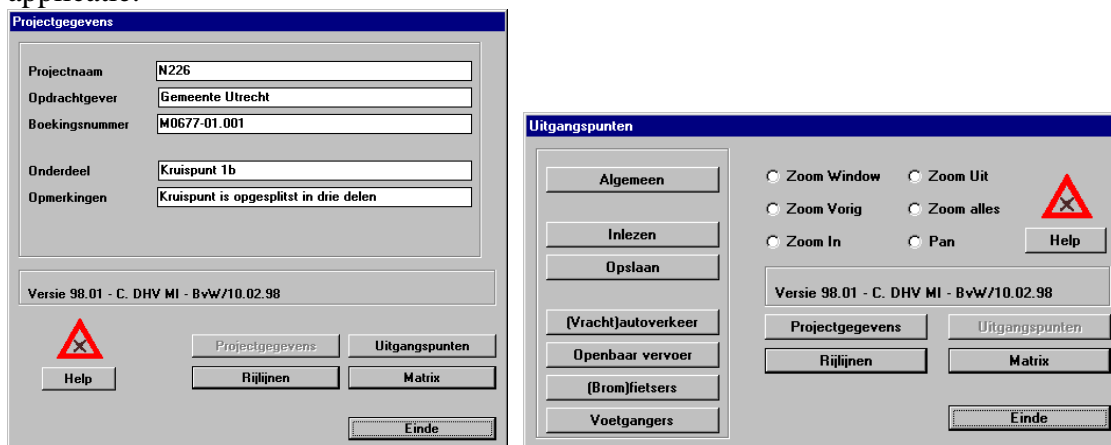 applicatie.
Projectgegevens
Projectnaam N226
Opdrachtgever Gemeente Utrecht
Boekingsnummer M0677-01.001
Onderdeel Kruispunt 1b
Opmerkingen Kruispunt is opgesplitst in drie delen
Versie 98.01 - C. DHV MI - BvW/10.02.98
Projectgegevens Uitgangspunten
Help Rijlijnen Matrix
Einde
Uitgangspunten
Algemeen
Inlezen
Opslaan
(Vracht)autoverkeer
Openbaar vervoer
(Brom)fietsers
Voetgangers
Zoom Window Zoom Uit
Zoom Vorig Zoom alles
Zoom In Pan Help
Versie 98.01 - C. DHV MI - BvW/10.02.98
Projectgegevens Uitgangspunten
Rijlijnen Matrix
Einde